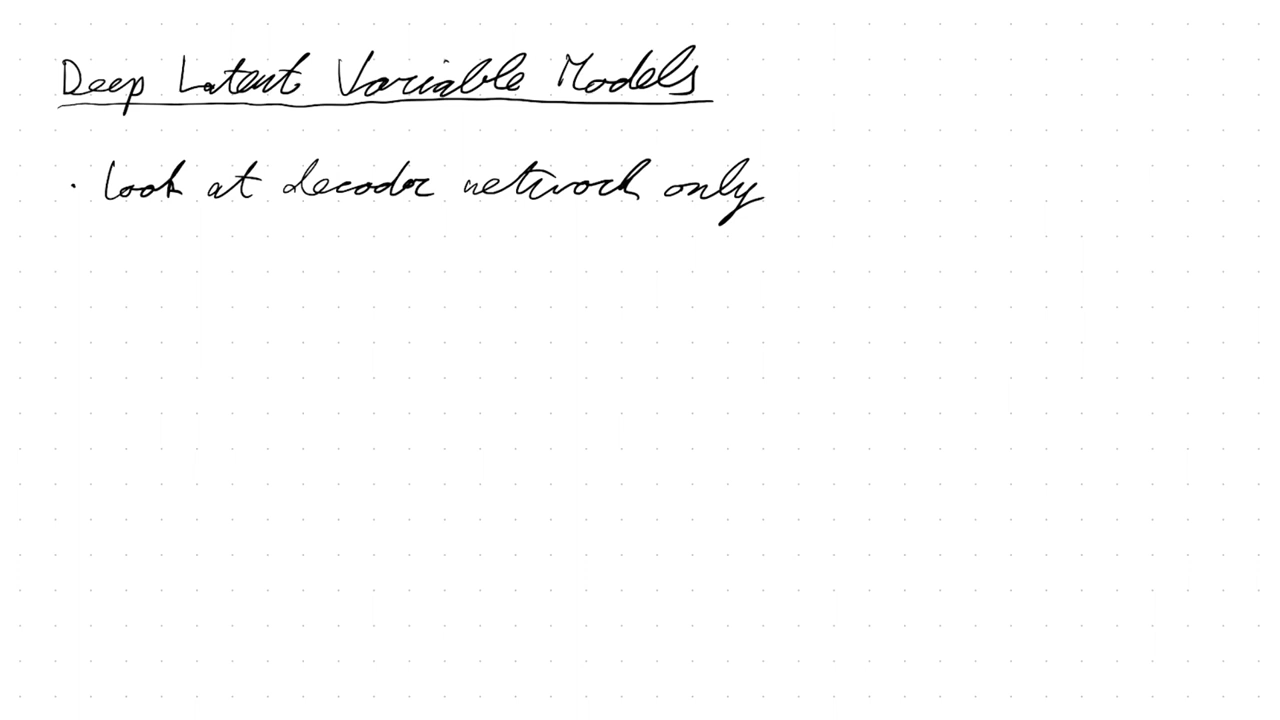 Deep Latent Variable Models
· look at decoder network only